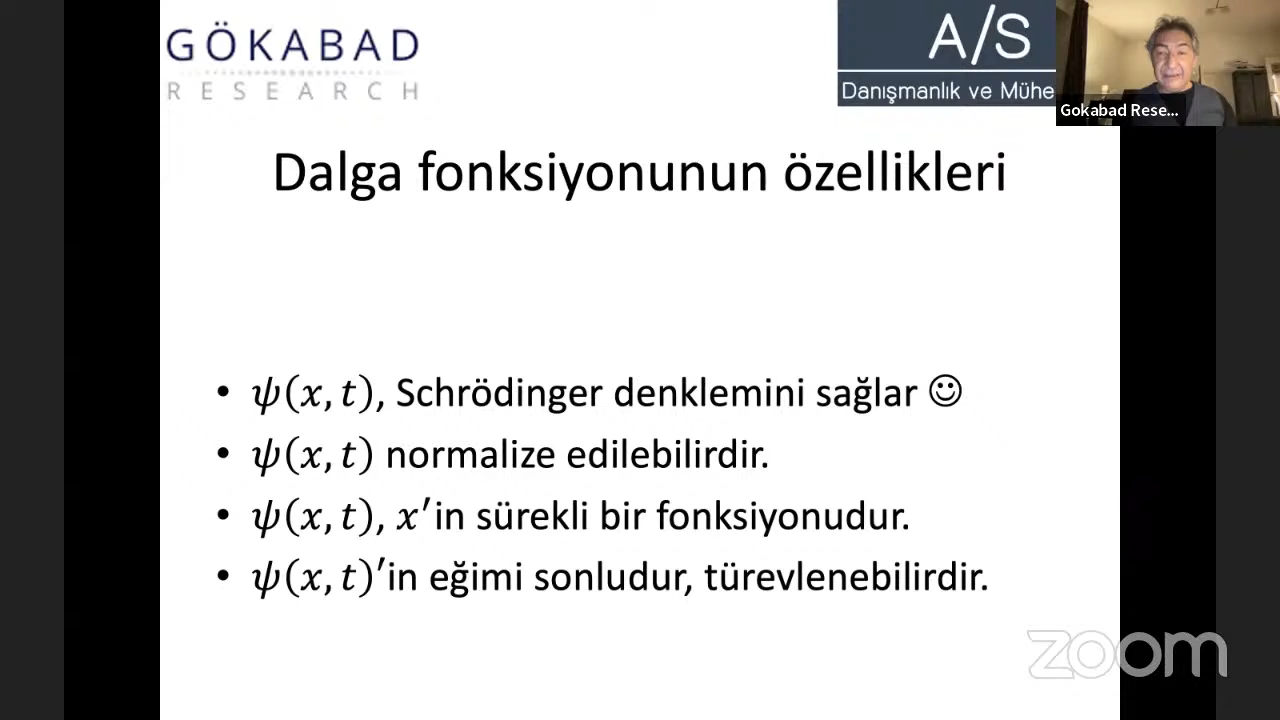 GÖKABAD
RESEARCH
A/S
Danışmanlık ve Mühe
Gokabad Rese...
Dalga fonksiyonunun özellikleri
• ψ(x, t), Schrödinger denklemini sağlar ☺
• ψ(x, t) normalize edilebilirdir.
• ψ(x, t), x′in sürekli bir fonksiyonudur.
• ψ(x, t)′in eğimi sonludur, türevlenebilirdir.
zoom